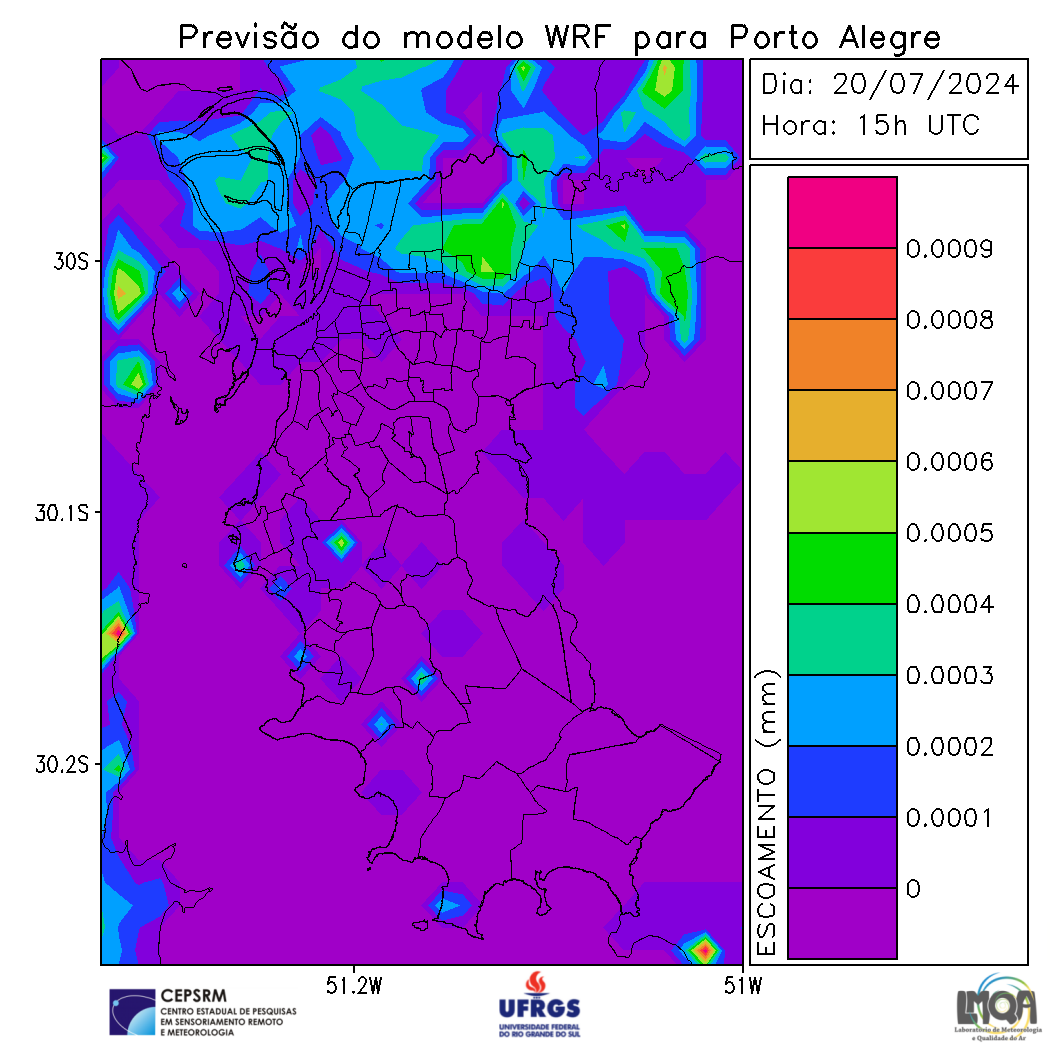 Previsão do modelo WRF para Porto Alegre
Dia: 20/07/2024
Hora: 15h UTC
30S
30.1S
30.2S
51.2W
51W
ESCOAMENTO (mm)
0.0009
0.0008
0.0007
0.0006
0.0005
0.0004
0.0003
0.0002
0.0001
0
CEPSRM
CENTRO ESTADUAL DE PESQUISAS
EM SENSORIAMENTO REMOTO
E METEOROLOGIA
UFRGS
UNIVERSIDADE FEDERAL
DO RIO GRANDE DO SUL
LMQA
Laboratório de Meteorologia
e Qualidade do Ar